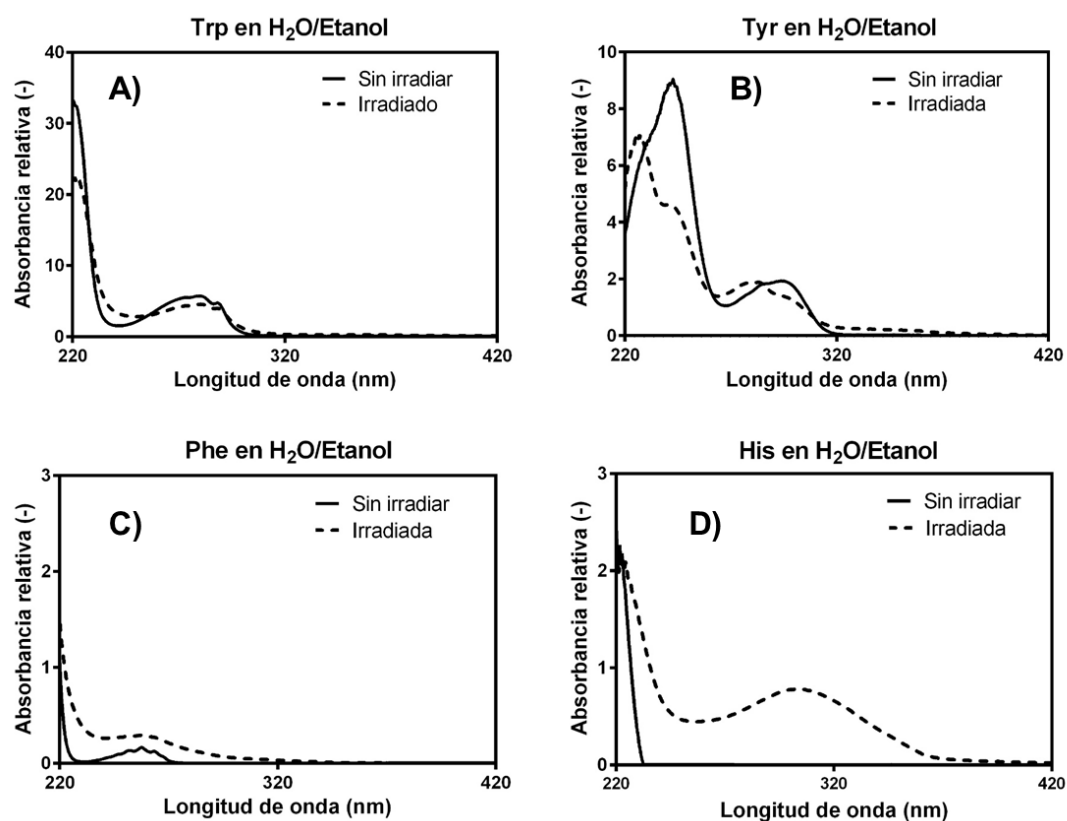 Trp en H₂O/Etanol
Absorbancia relativa (-)
40
30
20
10
0
A)
Sin irradiar
Irradiado
220
320
420
Longitud de onda (nm)
Tyr en H₂O/Etanol
Absorbancia relativa (-)
10
8
6
4
2
0
B)
Sin irradiar
Irradiada
220
320
420
Longitud de onda (nm)
Phe en H₂O/Etanol
Absorbancia relativa (-)
3
2
1
0
C)
Sin irradiar
Irradiada
220
320
420
Longitud de onda (nm)
His en H₂O/Etanol
Absorbancia relativa (-)
3
2
1
0
D)
Sin irradiar
Irradiada
220
320
420
Longitud de onda (nm)